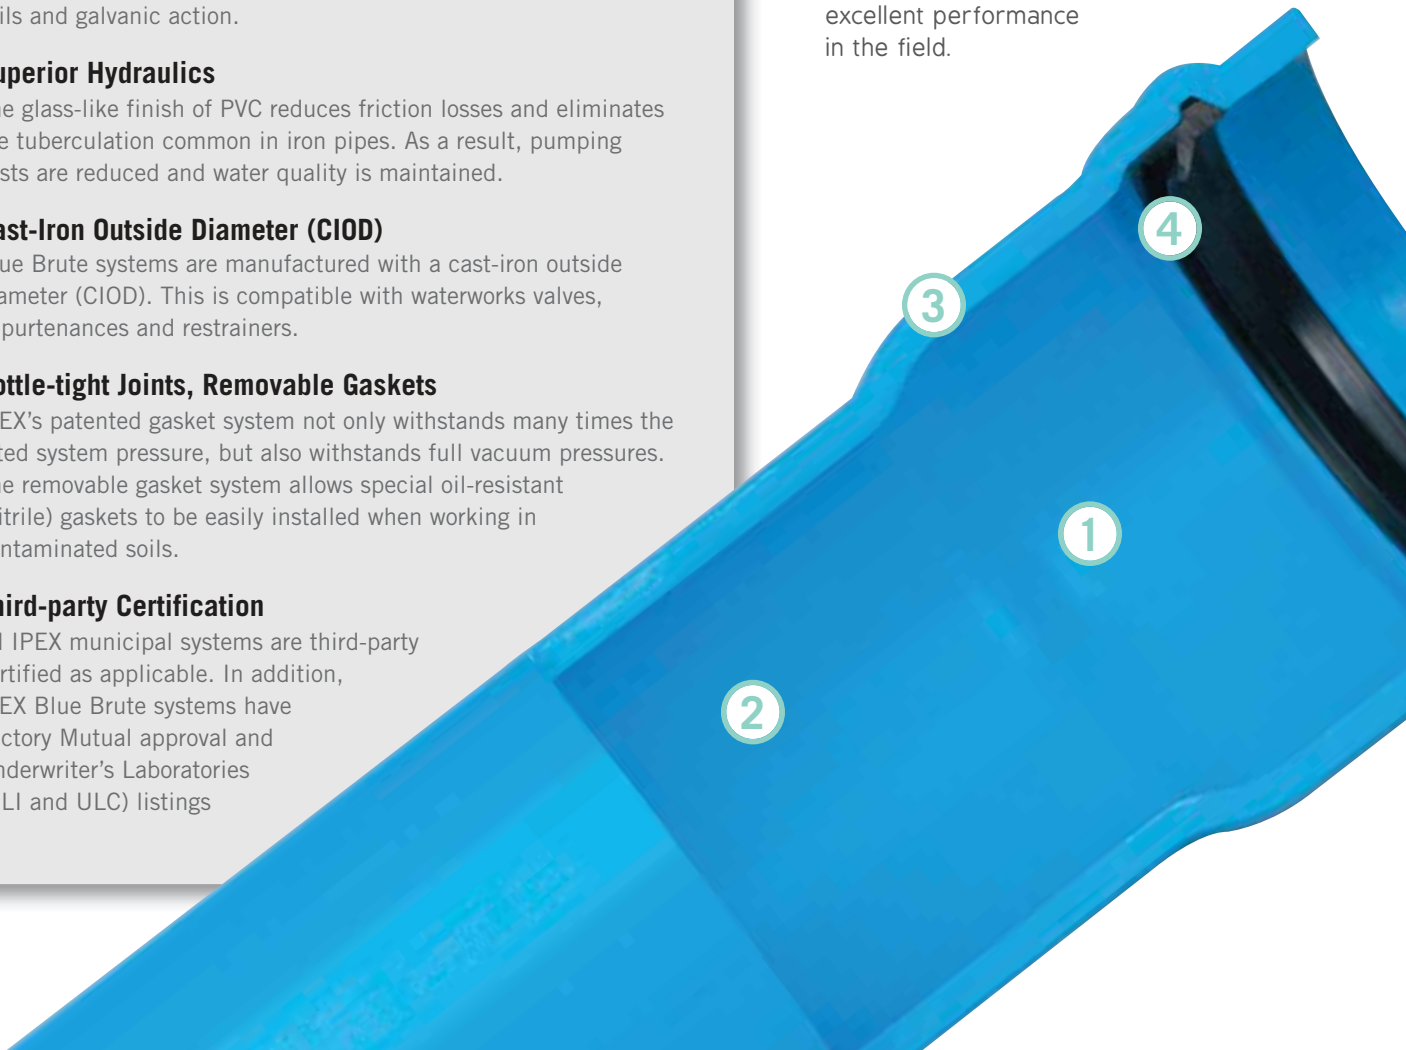 ils and galvanic action.
uperior Hydraulics
e glass-like finish of PVC reduces friction losses and eliminates
e tuberculation common in iron pipes. As a result, pumping
sts are reduced and water quality is maintained.
ast-Iron Outside Diameter (CIOD)
ue Brute systems are manufactured with a cast-iron outside
ameter (CIOD). This is compatible with waterworks valves,
purtenances and restrainers.
ottle-tight Joints, Removable Gaskets
EX’s patented gasket system not only withstands many times the
ted system pressure, but also withstands full vacuum pressures.
e removable gasket system allows special oil-resistant
itrile) gaskets to be easily installed when working in
ntaminated soils.
hird-party Certification
l IPEX municipal systems are third-party
rtified as applicable. In addition,
EX Blue Brute systems have
ctory Mutual approval and
nderwriter’s Laboratories
LI and ULC) listings
excellent performance
in the field.
4
3
1
2